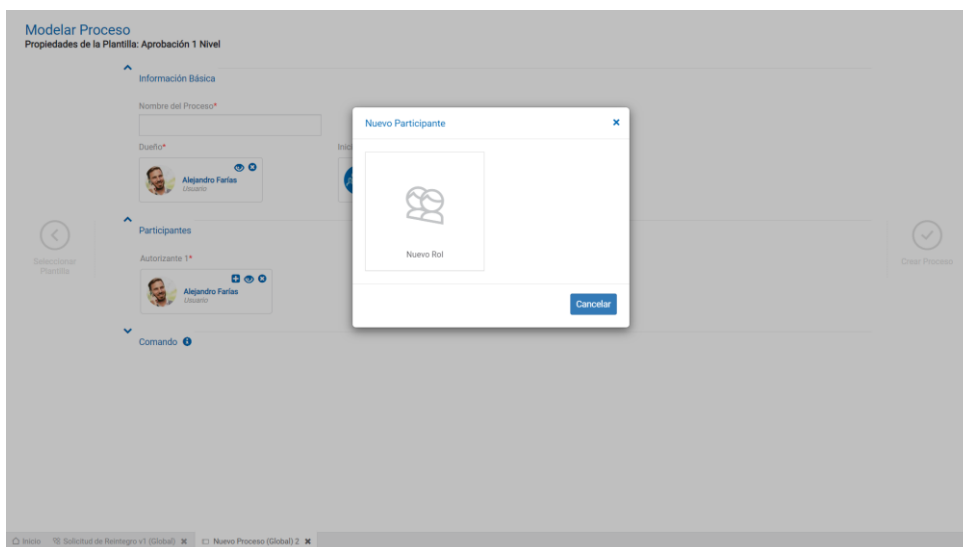 Modelar Proceso
Propiedades de la Plantilla: Aprobación 1 Nivel
Información Básica
Nombre del Proceso*
Dueño*
Alejandro Farías
Usuario
Nuevo Participante
Nuevo Rol
Cancelar
Seleccionar
Plantilla
Participantes
Autorizante 1*
Alejandro Farías
Usuario
Crear Proceso
Comando
Inicio Solicitud de Reintegro v1 (Global) Nuevo Proceso (Global) 2